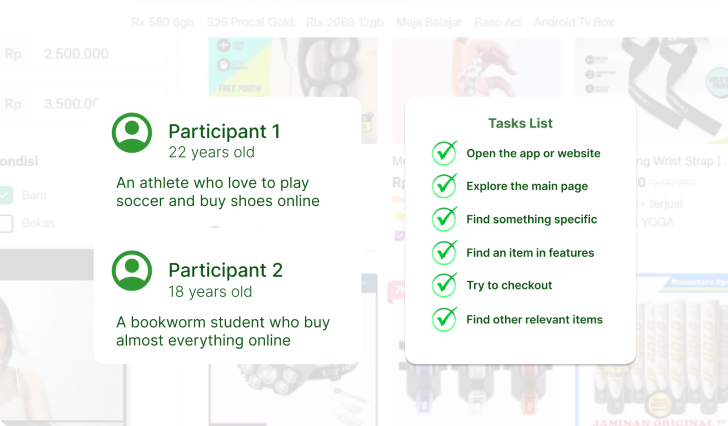 Rx 580 8gb S26 Procal Gold Rtx 2060 12gb Meja Belajar Baso Aci Android Tv Box
Rp 2.500.000
Rp 3.500.00
FREE POUCH
Participant 1
22 years old
An athlete who love to play
soccer and buy shoes online
Participant 2
18 years old
A bookworm student who buy
almost everything online
Tasks List
Open the app or website
Explore the main page
Find something specific
Find an item in features
Try to checkout
Find other relevant items
ondisi
Baru
Bekas
ng Wrist Strap | ..
terjual
YOGA
JAMINAN ORIGINAL